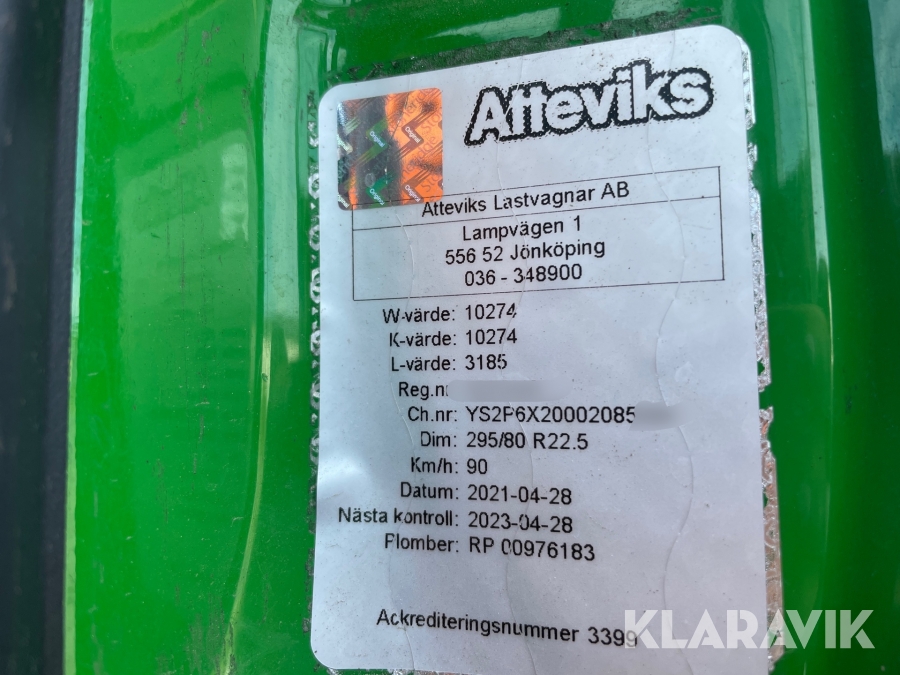 Atteviks
Original
Atteviks Lastvagnar AB
Lampvägen 1
556 52 Jönköping
036 - 348900
W-värde: 10274
K-värde: 10274
L-värde: 3185
Reg.n
Ch.nr: YS2P6X20002085
Dim: 295/80 R22.5
Km/h: 90
Datum: 2021-04-28
Nästa kontroll: 2023-04-28
Plomber: RP 00976183
Ackrediteringsnummer 3399
KLARAVIK